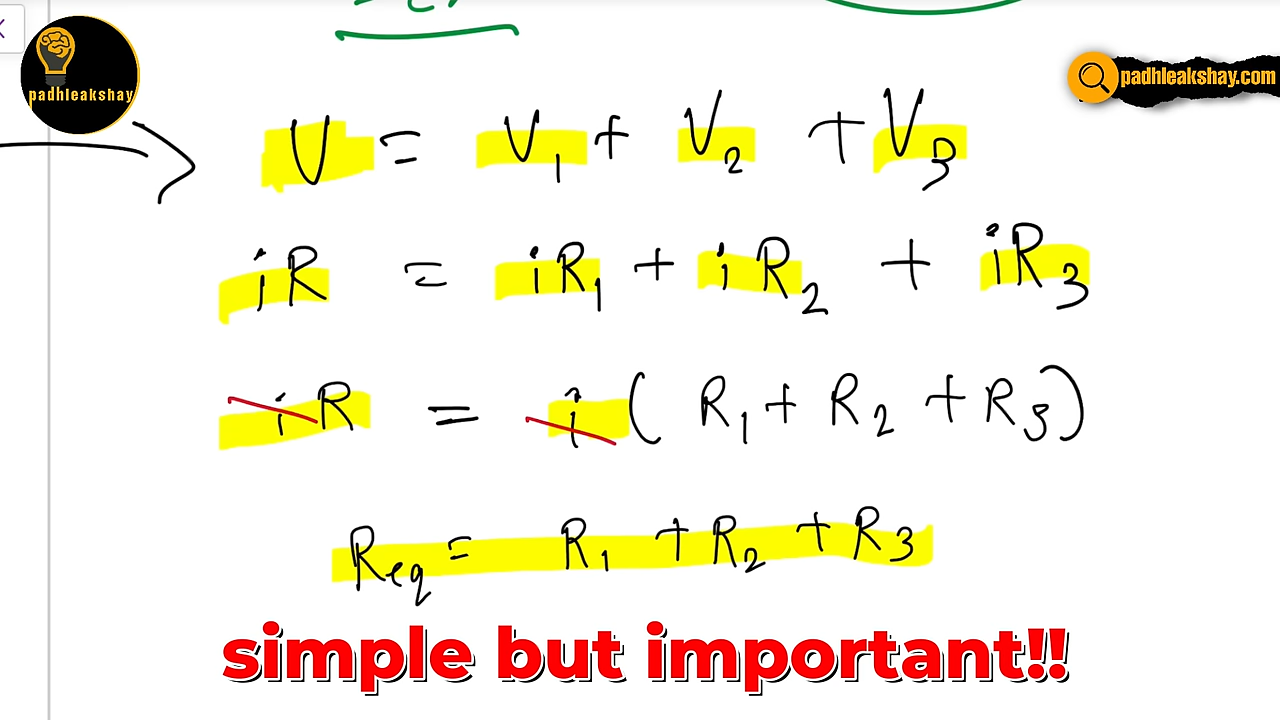 padhleakshay
padhleakshay.com
V = V₁ + V₂ + V₃
iR = iR₁ + iR₂ + iR₃
iR = i ( R₁ + R₂ + R₃ )
Req = R₁ + R₂ + R₃
simple but important!!